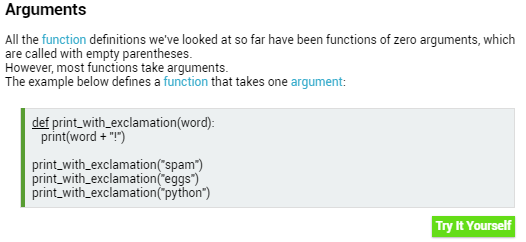 Arguments
All the function definitions we've looked at so far have been functions of zero arguments, which
are called with empty parentheses.
However, most functions take arguments.
The example below defines a function that takes one argument:
def print_with_exclamation(word):
   print(word + "!")
print_with_exclamation("spam")
print_with_exclamation("eggs")
print_with_exclamation("python")
Try It Yourself